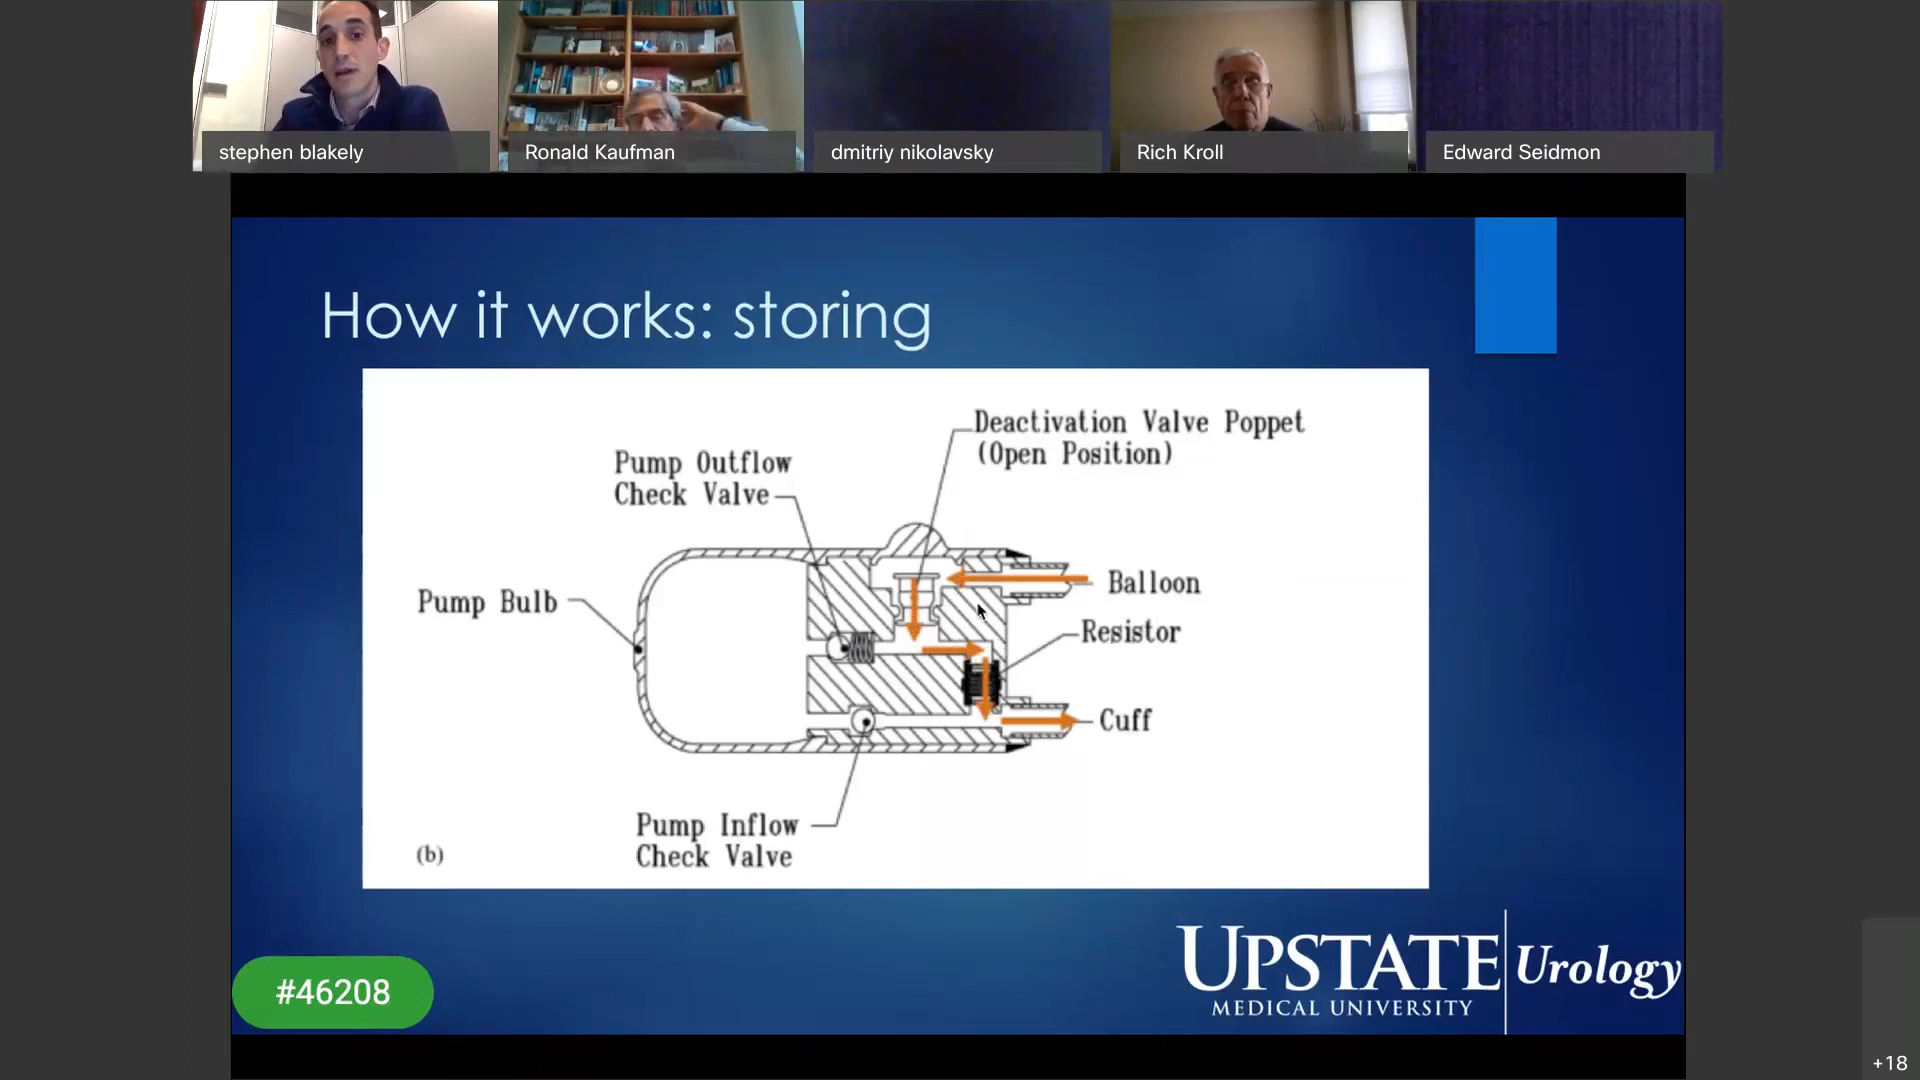 stephen blakely
Ronald Kaufman
dmitriy nikolavsky
Rich Kroll
Edward Seidmon
How it works: storing
Deactivation Valve Poppet
(Open Position)
Pump Outflow
Check Valve
Pump Bulb
Balloon
Resistor
Cuff
Pump Inflow
Check Valve
(b)
#46208
UPSTATE
MEDICAL UNIVERSITY
Urology
+18